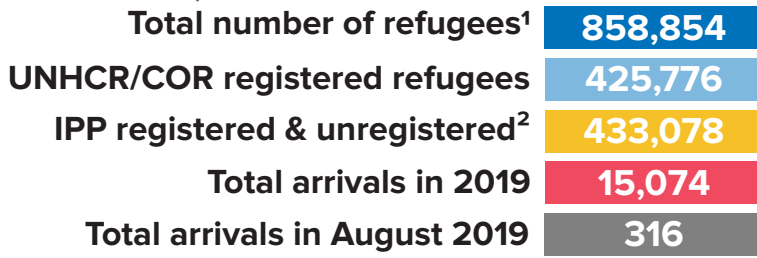 Total number of refugees¹ 858,854
UNHCR/COR registered refugees 425,776
IPP registered & unregistered² 433,078
Total arrivals in 2019 15,074
Total arrivals in August 2019 316